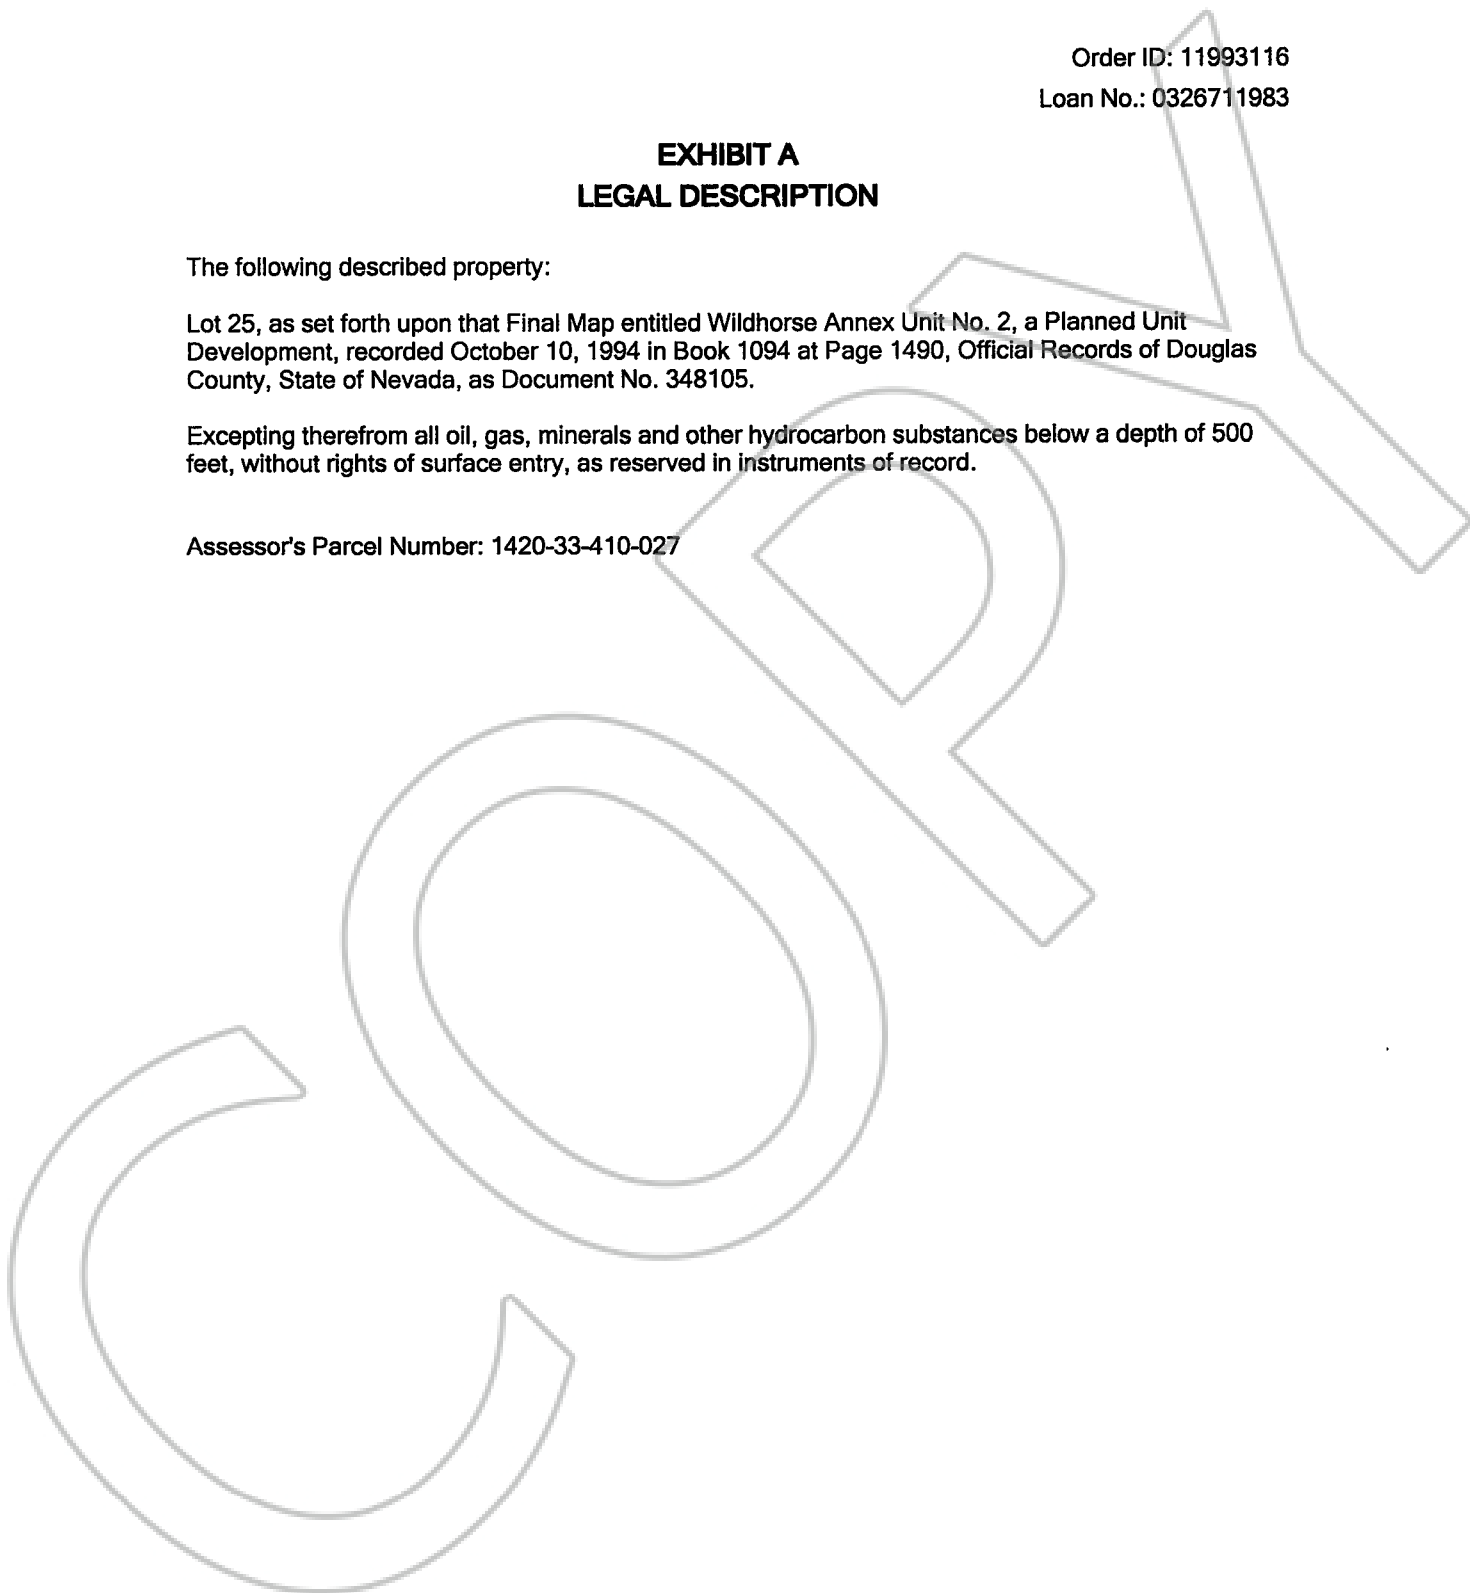 Order ID: 11993116
Loan No.: 0326711983
EXHIBIT A
LEGAL DESCRIPTION
The following described property:
Lot 25, as set forth upon that Final Map entitled Wildhorse Annex Unit No. 2, a Planned Unit
Development, recorded October 10, 1994 in Book 1094 at Page 1490, Official Records of Douglas
County, State of Nevada, as Document No. 348105.
Excepting therefrom all oil, gas, minerals and other hydrocarbon substances below a depth of 500
feet, without rights of surface entry, as reserved in instruments of record.
Assessor's Parcel Number: 1420-33-410-027
COPY